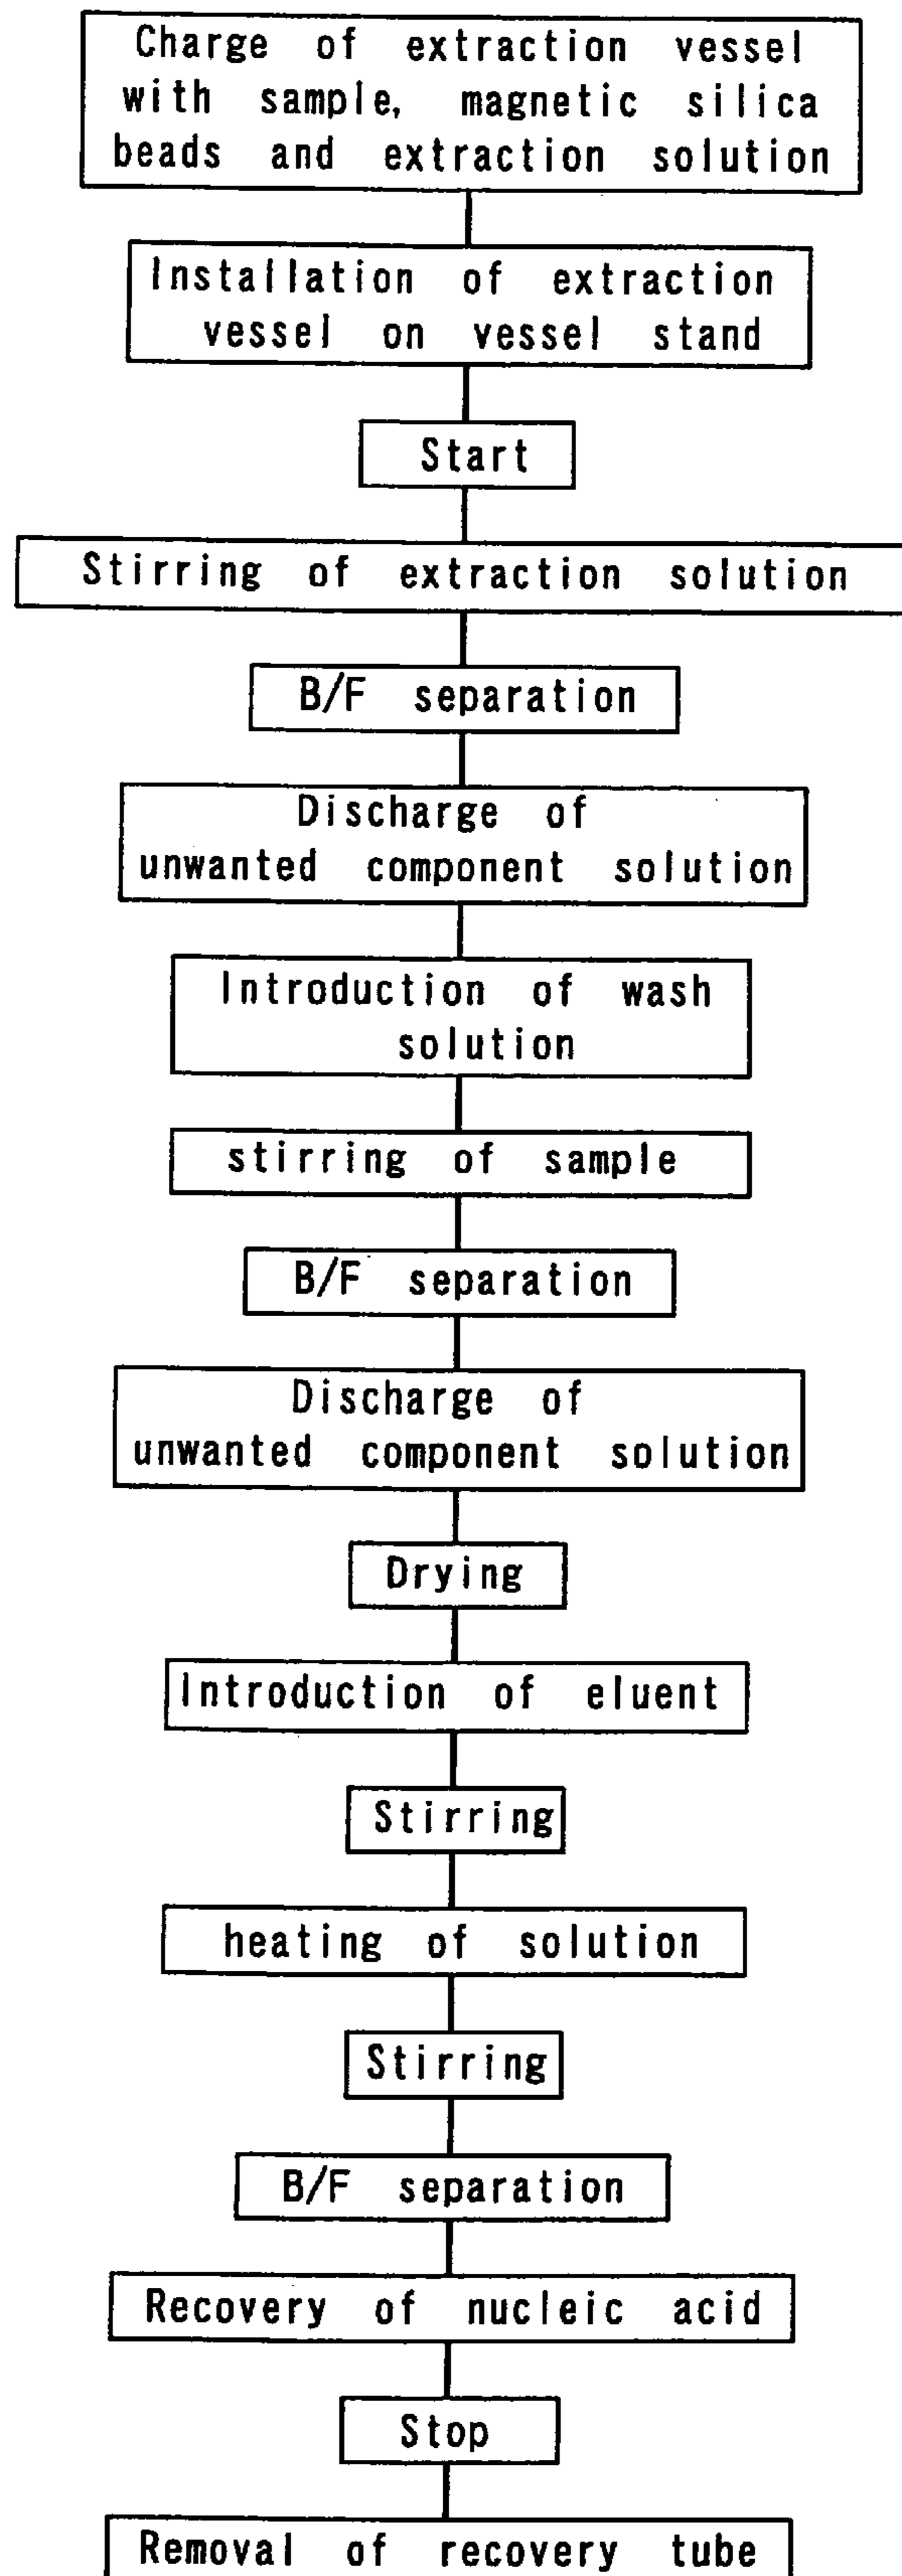 Charge of extraction vessel
with sample, magnetic silica
beads and extraction solution
Installation of extraction
vessel on vessel stand
Start
Stirring of extraction solution
B/F separation
Discharge of
unwanted component solution
Introduction of wash
solution
stirring of sample
B/F separation
Discharge of
unwanted component solution
Drying
Introduction of eluent
Stirring
heating of solution
Stirring
B/F separation
Recovery of nucleic acid
Stop
Removal of recovery tube